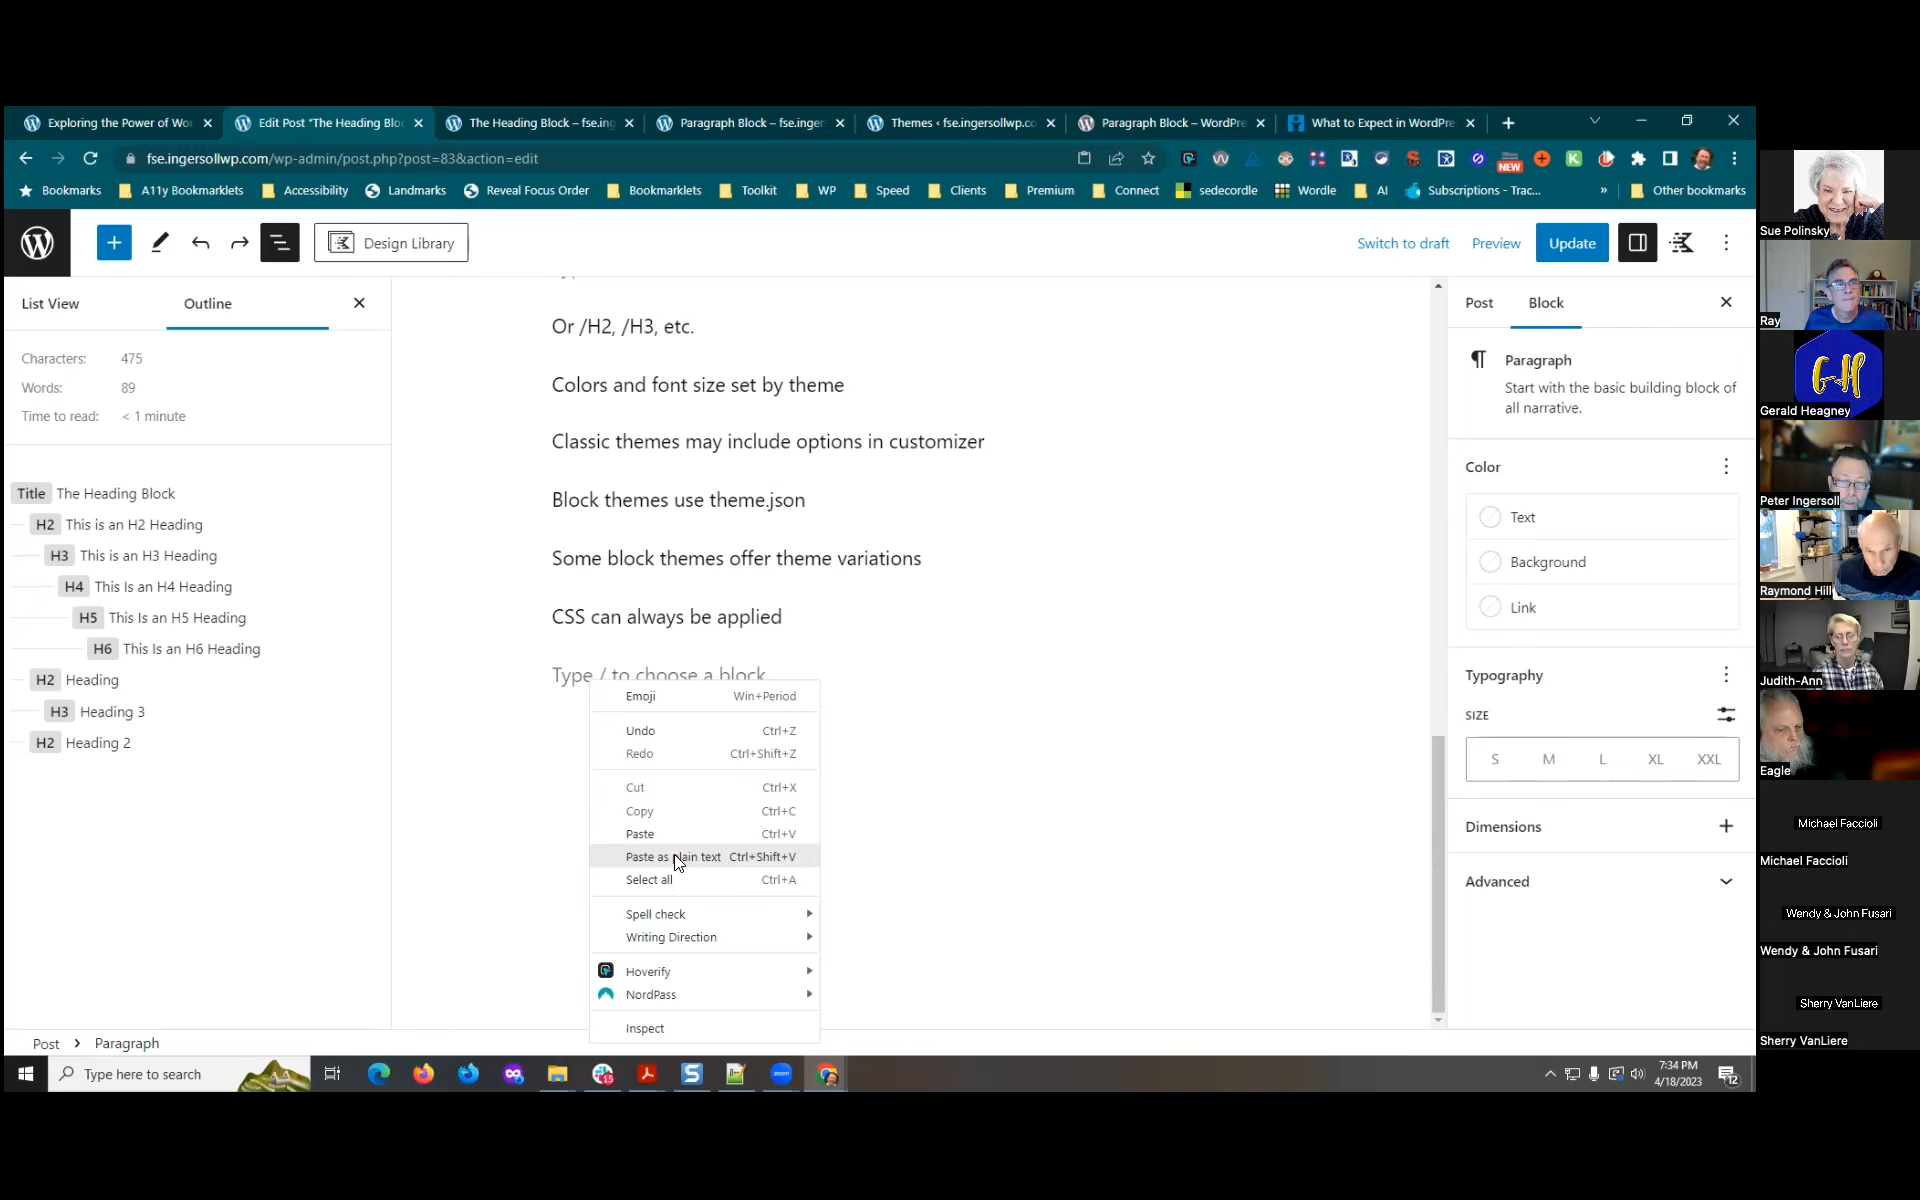 Exploring the Power of Wo
Edit Post "The Heading Bloc
The Heading Block – fse.ing
Paragraph Block – fse.inger
Themes ‹ fse.ingersollwp.co
Paragraph Block – WordPre
What to Expect in WordPre
fse.ingersollwp.com/wp-admin/post.php?post=83&action=edit
NEW
Bookmarks
A11y Bookmarklets
Accessibility
Landmarks
Reveal Focus Order
Bookmarklets
Toolkit
WP
Speed
Clients
Premium
Connect
sedecordle
Wordle
AI
Subscriptions - Trac...
»
Other bookmarks
Design Library
Switch to draft
Preview
Update
List View
Outline
Characters: 475
Words: 89
Time to read: < 1 minute
Title The Heading Block
H2 This is an H2 Heading
H3 This is an H3 Heading
H4 This Is an H4 Heading
H5 This Is an H5 Heading
H6 This Is an H6 Heading
H2 Heading
H3 Heading 3
H2 Heading 2
Or /H2, /H3, etc.
Colors and font size set by theme
Classic themes may include options in customizer
Block themes use theme.json
Some block themes offer theme variations
CSS can always be applied
Type / to choose a block
Emoji Win+Period
Undo Ctrl+Z
Redo Ctrl+Shift+Z
Cut Ctrl+X
Copy Ctrl+C
Paste Ctrl+V
Paste as plain text Ctrl+Shift+V
Select all Ctrl+A
Spell check
Writing Direction
Hoverify
NordPass
Inspect
Post
Block
Paragraph
Start with the basic building block of
all narrative.
Color
Text
Background
Link
Typography
SIZE
S M L XL XXL
Dimensions
Advanced
Post > Paragraph
Type here to search
15
zoom
7:34 PM
4/18/2023
12
Sue Polinsky
Ray
GH
Gerald Heagney
Peter Ingersoll
Raymond Hill
Judith-Ann
Eagle
Michael Faccioli
Michael Faccioli
Wendy & John Fusari
Wendy & John Fusari
Sherry VanLiere
Sherry VanLiere